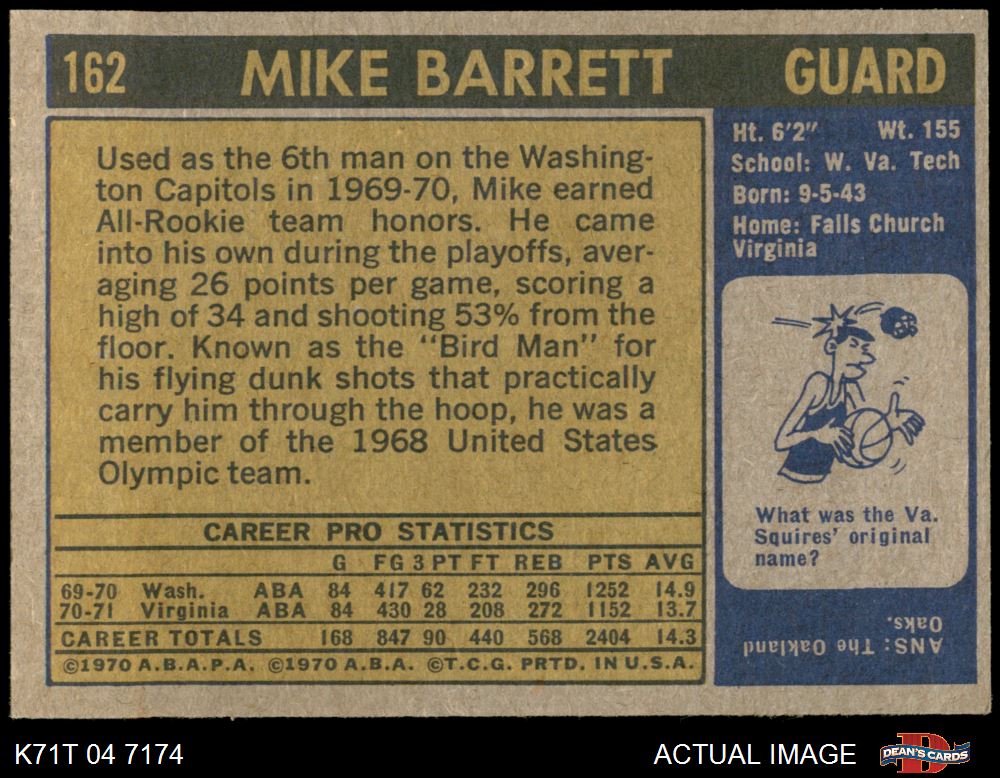 162 MIKE BARRETT GUARD
Used as the 6th man on the Washing-
ton Capitols in 1969-70, Mike earned
All-Rookie team honors. He came
into his own during the playoffs, aver-
aging 26 points per game, scoring a
high of 34 and shooting 53% from the
floor. Known as the "Bird Man" for
his flying dunk shots that practically
carry him through the hoop, he was a
member of the 1968 United States
Olympic team.
CAREER PRO STATISTICS
G FG 3 PT FT REB PTS AVG
69-70 Wash. ABA 84 417 62 232 296 1252 14.9
70-71 Virginia ABA 84 430 28 208 272 1152 13.7
CAREER TOTALS 168 847 90 440 568 2404 14.3
©1970 A.B.A.P.A. ©1970 A.B.A. ©T.C.G. PRTD. IN U.S.A.
Ht. 6'2" Wt. 155
School: W. Va. Tech
Born: 9-5-43
Home: Falls Church
Virginia
What was the Va.
Squires' original
name?
ANS: The Oakland
Oaks.
K71T 04 7174
ACTUAL IMAGE
DEAN'S CARDS